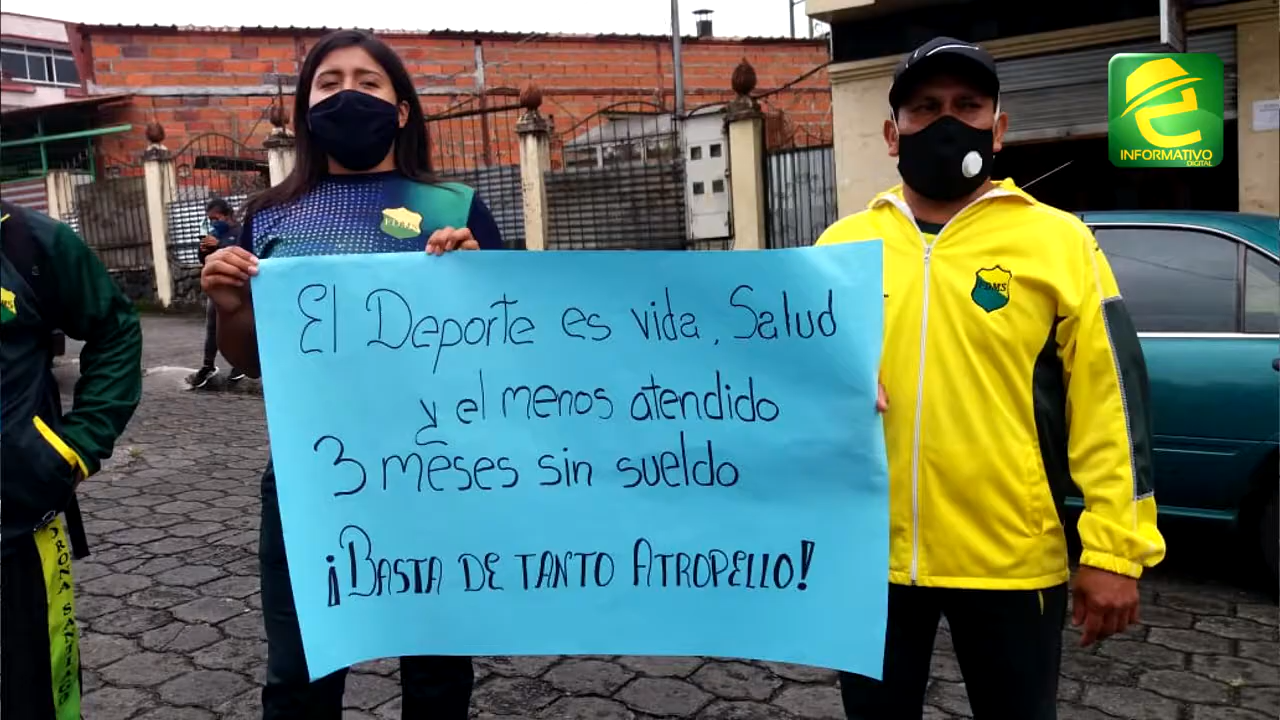 El Deporte es vida, Salud
y el menos atendido
3 meses sin sueldo
¡BASTA DE TANTO ATROPELLO!
INFORMATIVO
DIGITAL
F.D.M.S